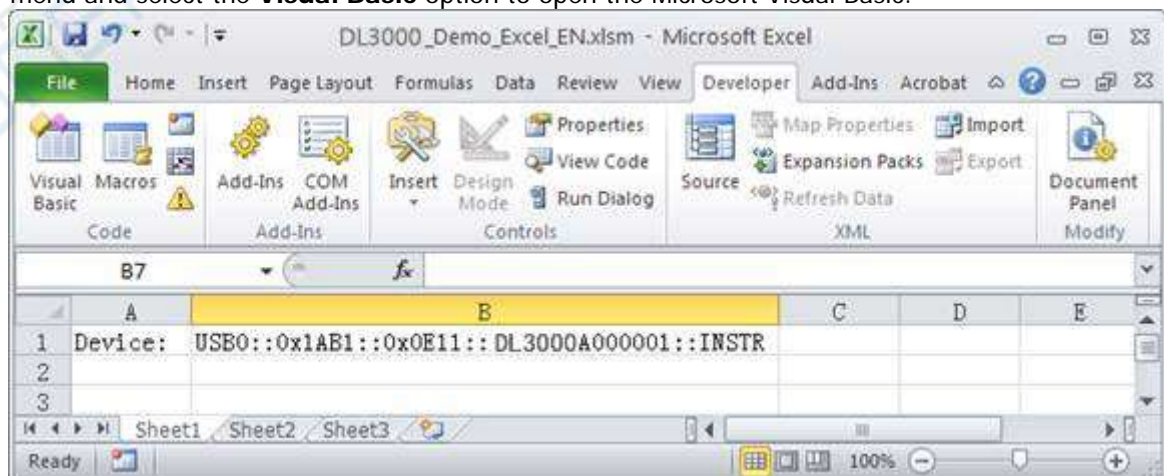 menu and select the Visual Basic option to open the Microsoft Visual Basic.
DL3000_Demo_Excel_EN.xlsm - Microsoft Excel
File Home Insert Page Layout Formulas Data Review View Developer Add-Ins Acrobat
Visual Basic
Macros
Code
Add-Ins
COM Add-Ins
Add-Ins
Insert
Design Mode
Properties
View Code
Run Dialog
Controls
Source
Map Properties
Expansion Packs
Refresh Data
Import
Export
XML
Document Panel
Modify
B7 fx
A B C D E
1 Device: USB0::0x1AB1::0x0E11::DL3000A000001::INSTR
2
3
Sheet1 Sheet2 Sheet3
Ready 100%